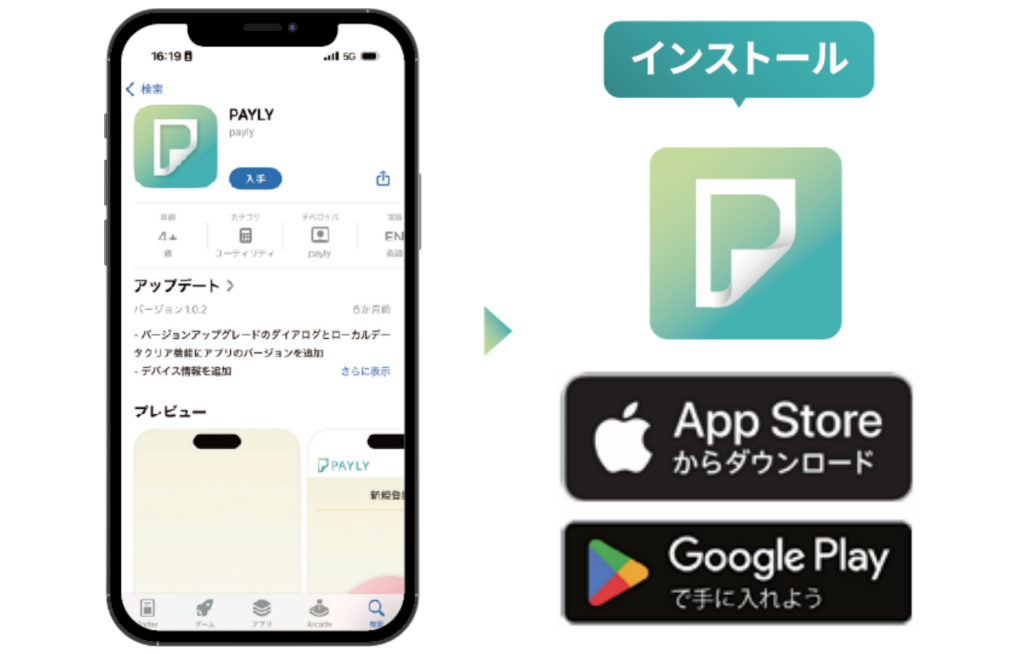 16:19
5G
検索
PAYLY
payly
入手
年齢
カテゴリ
デベロッパ
言語
4+
EN
歳
ユーティリティ
payly
英語
アップデート
バージョン1.0.2
6か月前
- バージョンアップグレードのダイアログとローカルデー
タクリア機能にアプリのバージョンを追加
- デバイス情報を追加
さらに表示
プレビュー
PAYLY
新規登録
Today
ゲーム
アプリ
Arcade
検索
インストール
App Store
からダウンロード
Google Play
で手に入れよう